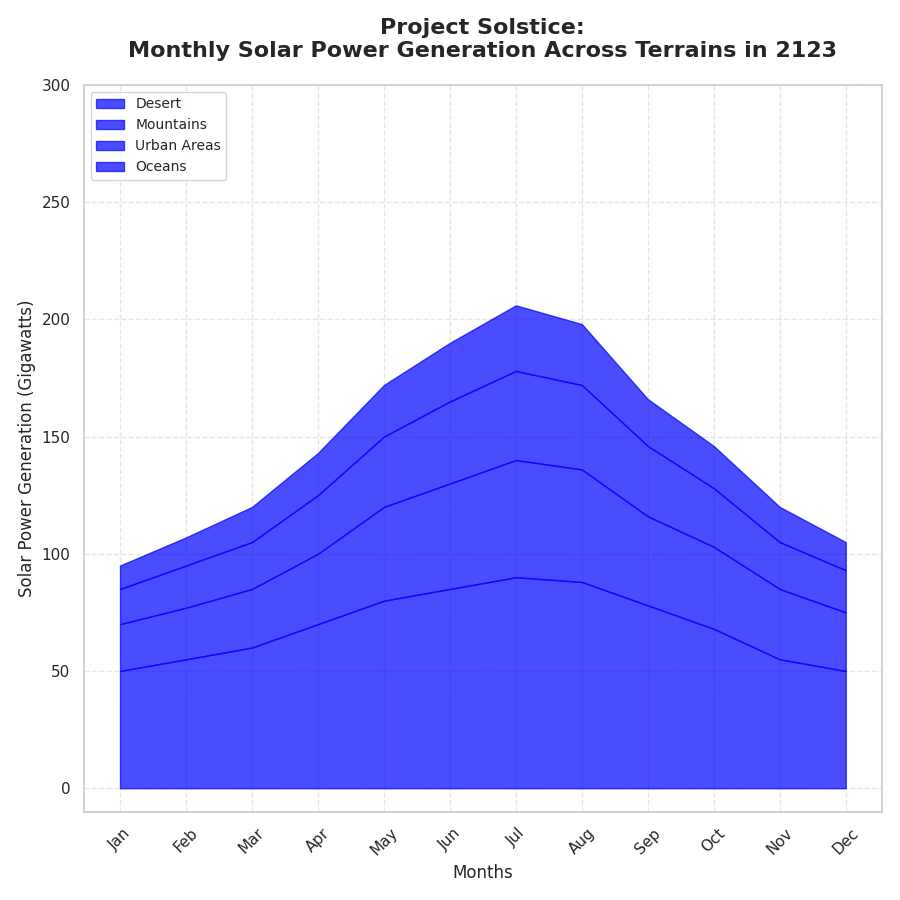 Project Solstice:
Monthly Solar Power Generation Across Terrains in 2123
Desert
Mountains
Urban Areas
Oceans
Solar Power Generation (Gigawatts)
300
250
200
150
100
50
0
Jan
Feb
Mar
Apr
May
Jun
Jul
Aug
Sep
Oct
Nov
Dec
Months